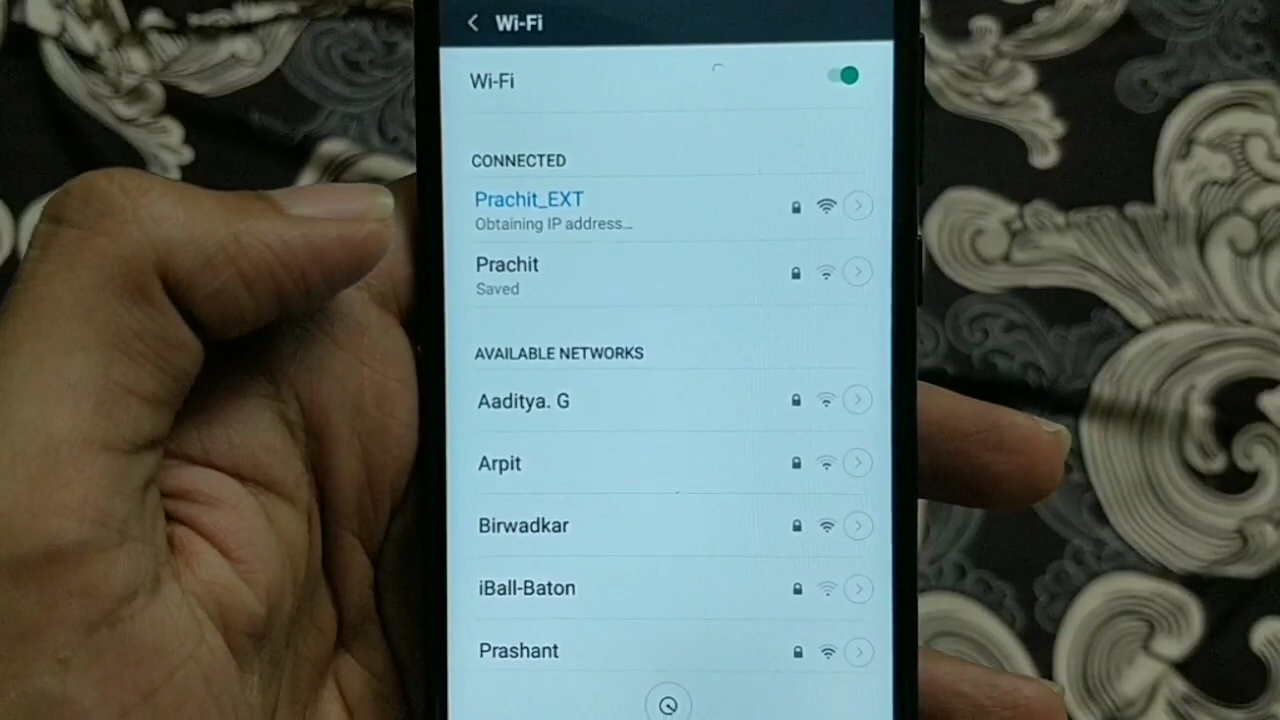 Wi-Fi
Wi-Fi
CONNECTED
Prachit_EXT
Obtaining IP address...
Prachit
Saved
AVAILABLE NETWORKS
Aaditya. G
Arpit
Birwadkar
iBall-Baton
Prashant